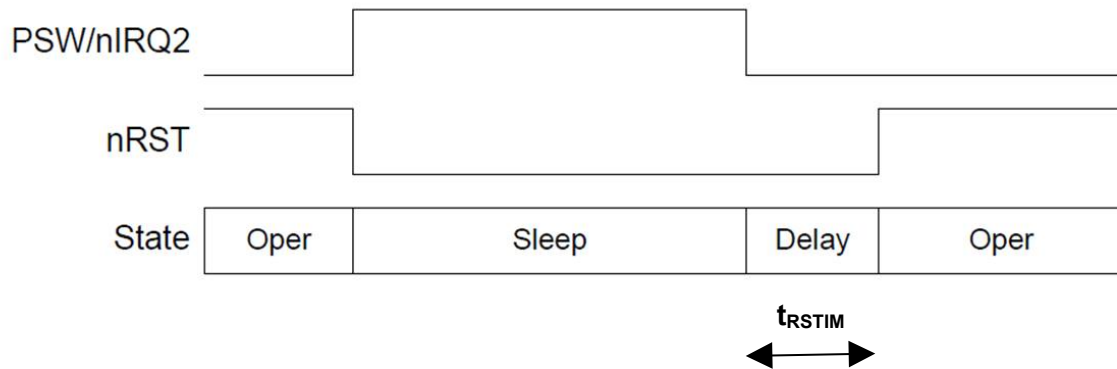 PSW/nIRQ2
nRST
State Oper Sleep Delay Oper
tRSTIM